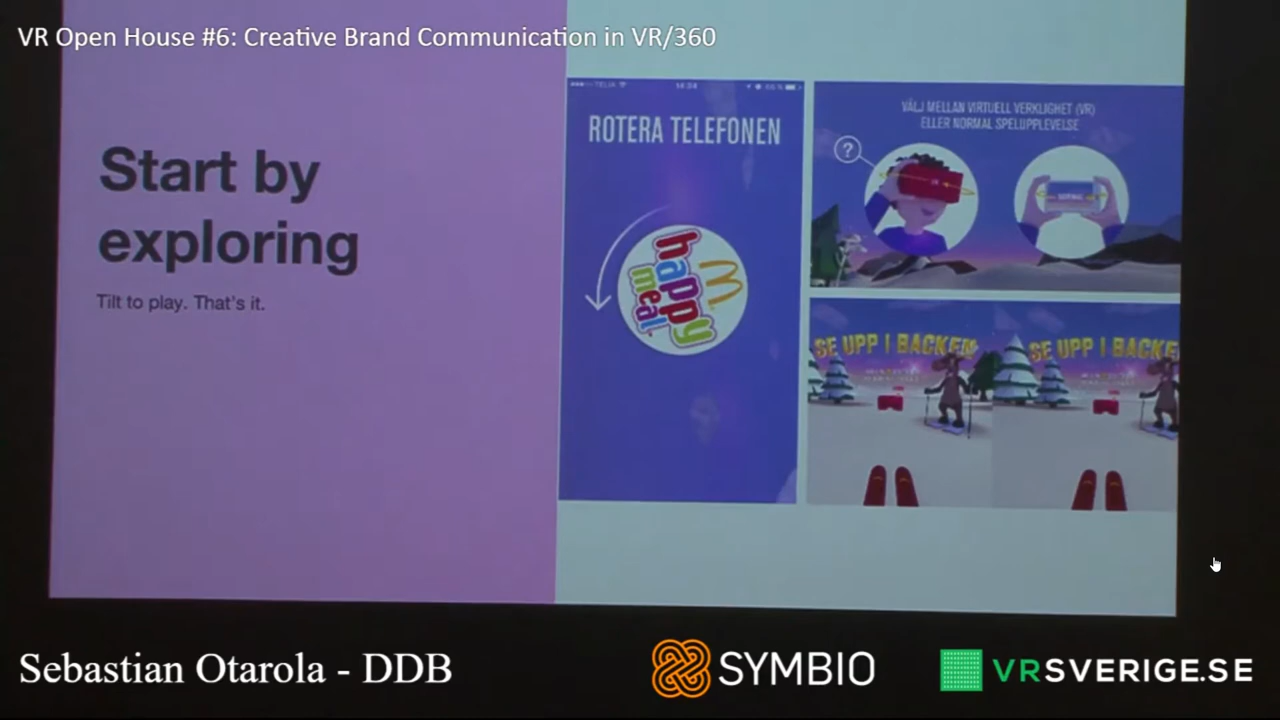 VR Open House #6: Creative Brand Communication in VR/360
Start by
exploring
Tilt to play. That's it.
TELIA
ROTERA TELEFONEN
happy
meal
VÄLJ MELLAN VIRTUELL VERKLIGHET (VR)
ELLER NORMAL SPELUPPLEVELSE
?
SE UPP I BACKEN
SE UPP I BACKE
Sebastian Otarola - DDB
SYMBIO
VRSVERIGE.SE